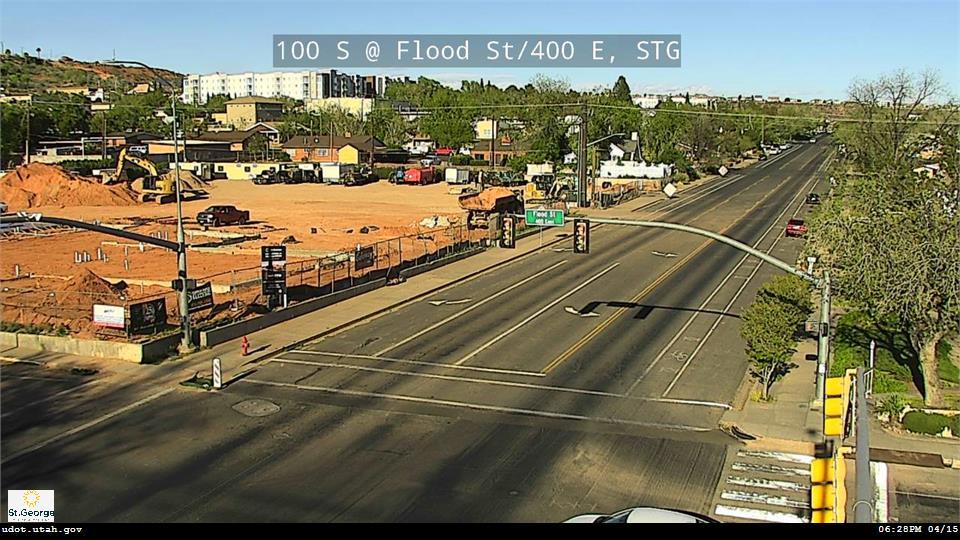 100 S @ Flood St/400 E, STG
Flood St
400 East
St.George
udot.utah.gov
06:28PM 04/15